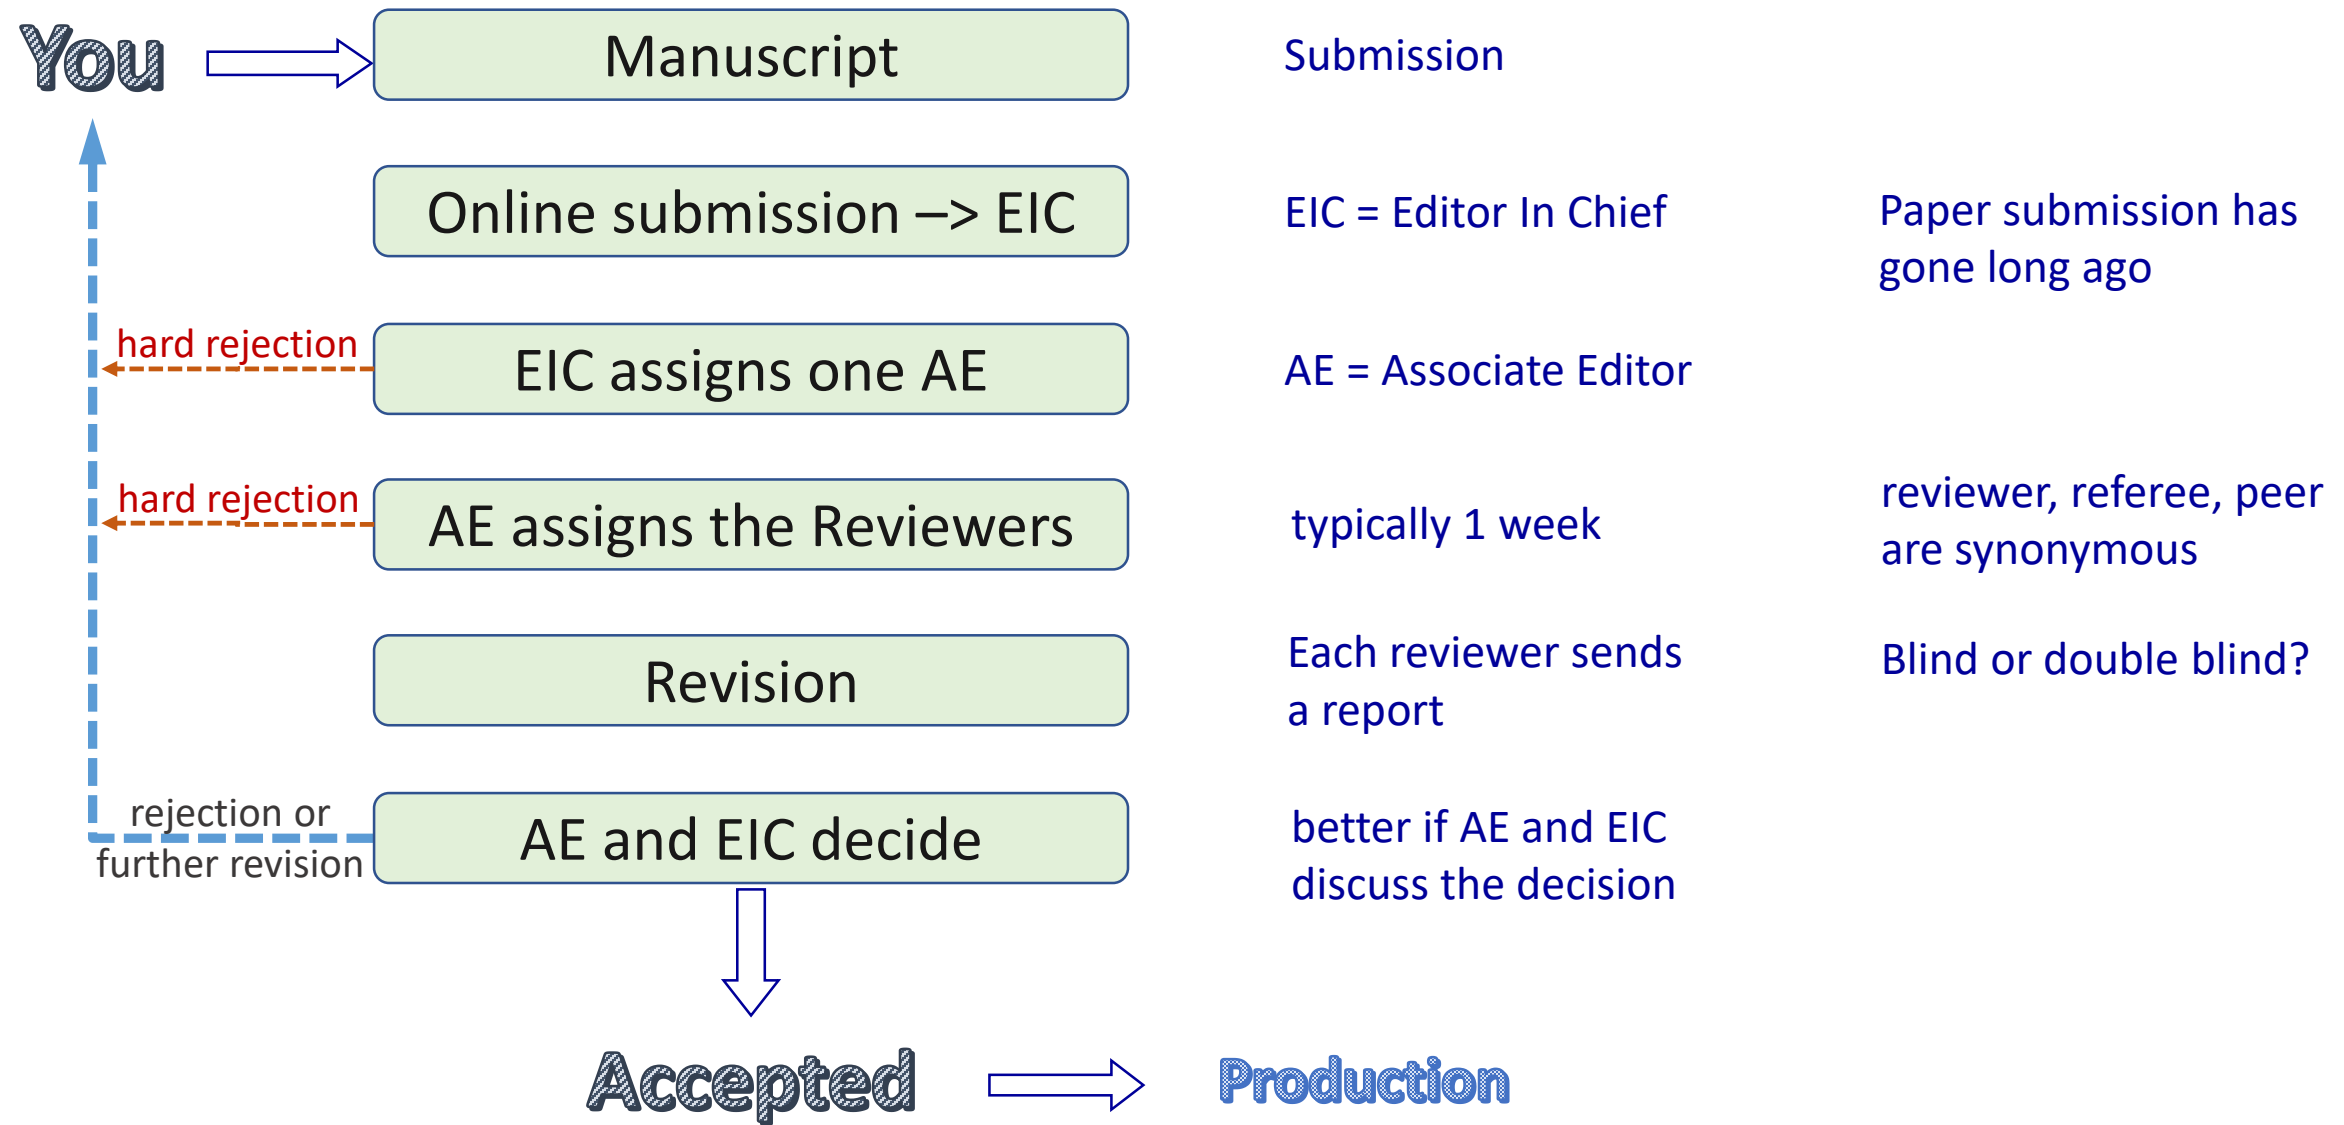 You
Manuscript
Submission
Online submission –> EIC
EIC = Editor In Chief
Paper submission has
gone long ago
hard rejection
EIC assigns one AE
AE = Associate Editor
hard rejection
AE assigns the Reviewers
typically 1 week
reviewer, referee, peer
are synonymous
Revision
Each reviewer sends
a report
Blind or double blind?
rejection or
further revision
AE and EIC decide
better if AE and EIC
discuss the decision
Accepted
Production